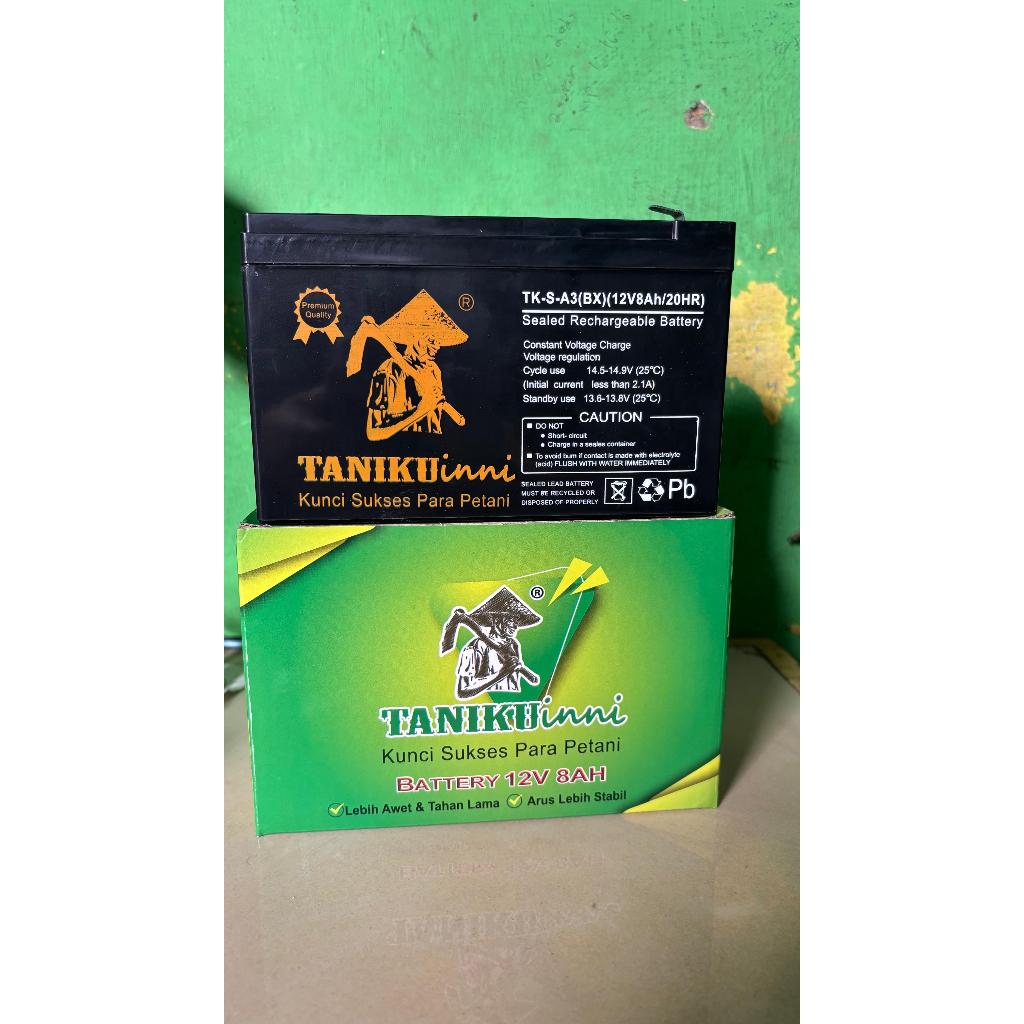 Premium
Quality
®
TANIKUinni
Kunci Sukses Para Petani
TK-S-A3(BX)(12V8Ah/20HR)
Sealed Rechargeable Battery
Constant Voltage Charge
Voltage regulation
Cycle use 14.5-14.9V (25℃)
(Initial current less than 2.1A)
Standby use 13.6-13.8V (25℃)
CAUTION
DO NOT
Short- circuit
Charge in a seales container
To avoid burn if contact is made with electrolyte
(acid) FLUSH WITH WATER IMMEDIATELY
SEALED LEAD BATTERY
MUST BE RECYCLED OR
DISPOSED OF PROPERLY
Pb
®
TANIKUinni
Kunci Sukses Para Petani
BATTERY 12V 8AH
Lebih Awet & Tahan Lama Arus Lebih Stabil